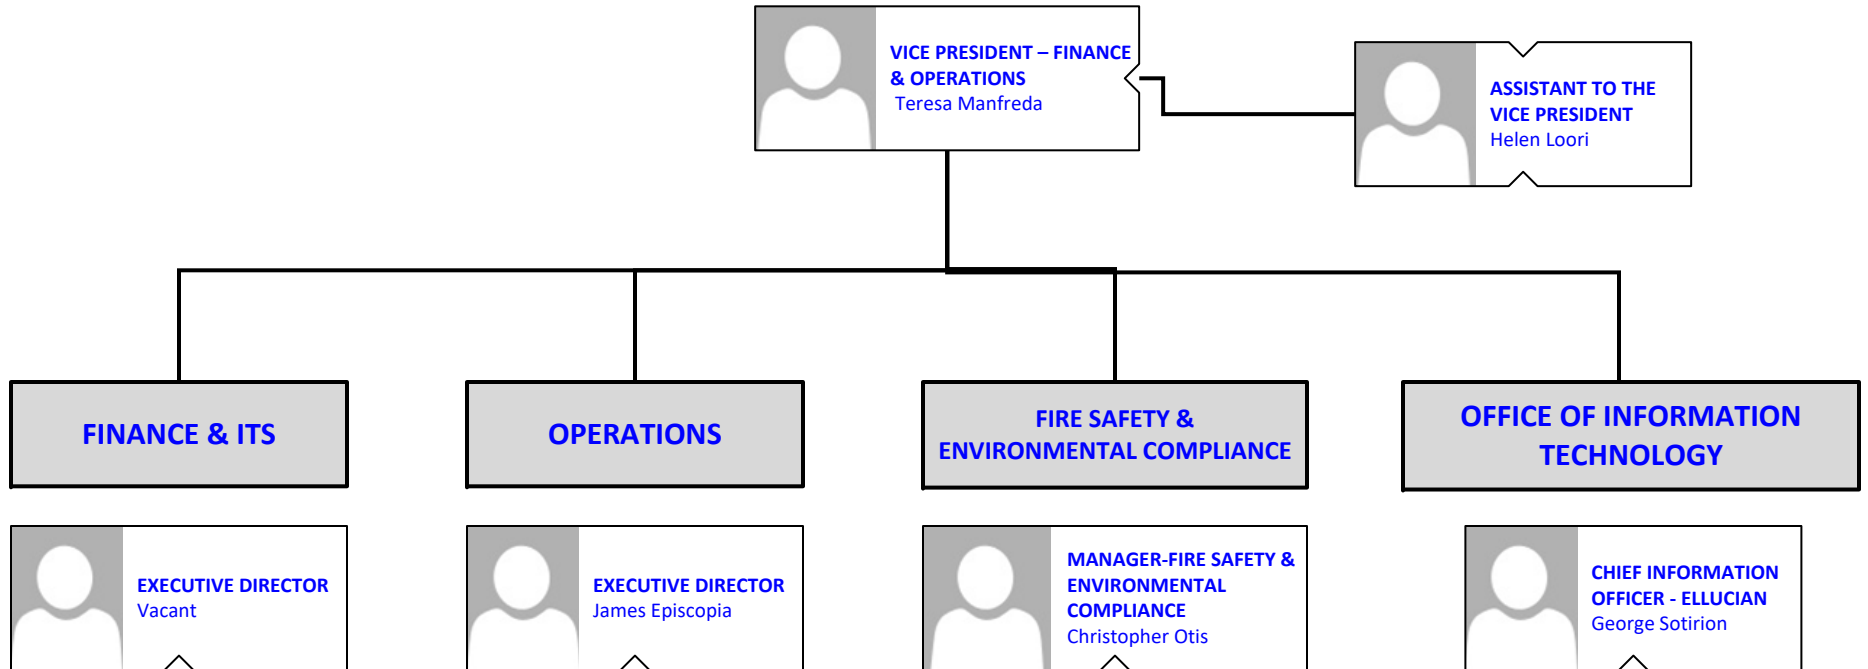 VICE PRESIDENT – FINANCE
& OPERATIONS
Teresa Manfreda
ASSISTANT TO THE
VICE PRESIDENT
Helen Loori
FINANCE & ITS
OPERATIONS
FIRE SAFETY &
ENVIRONMENTAL COMPLIANCE
OFFICE OF INFORMATION
TECHNOLOGY
EXECUTIVE DIRECTOR
Vacant
EXECUTIVE DIRECTOR
James Episcopia
MANAGER-FIRE SAFETY &
ENVIRONMENTAL
COMPLIANCE
Christopher Otis
CHIEF INFORMATION
OFFICER - ELLUCIAN
George Sotirion